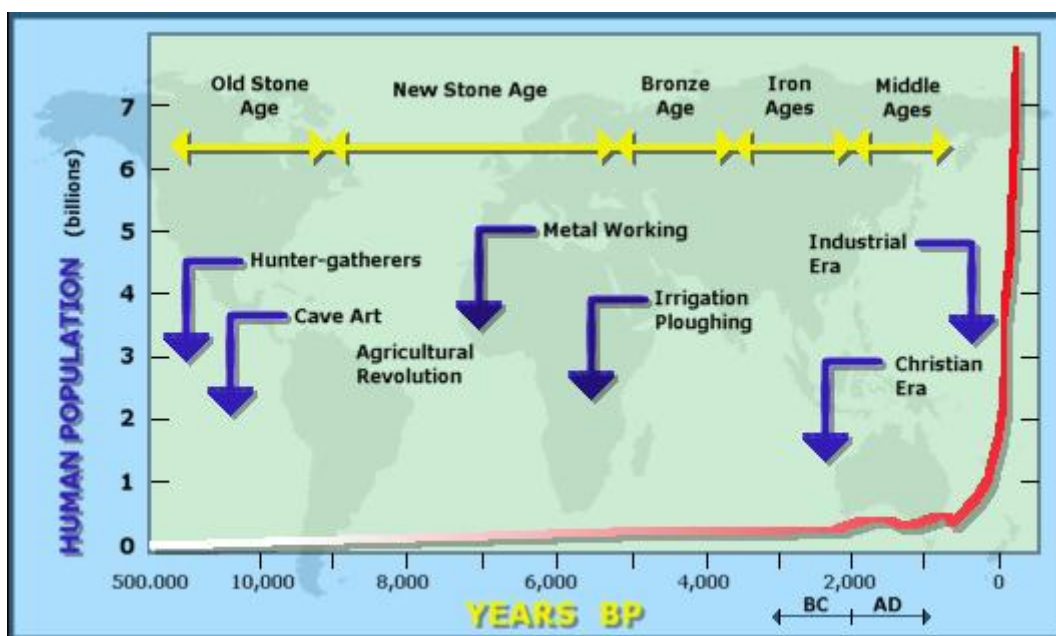 Old Stone
Age
New Stone Age
Bronze
Age
Iron
Ages
Middle
Ages
7
6
5
4
3
2
1
0
HUMAN POPULATION (billions)
Hunter-gatherers
Cave Art
Agricultural
Revolution
Metal Working
Irrigation
Ploughing
Industrial
Era
Christian
Era
500.000 10,000 8,000 6,000 4,000 2,000 0
YEARS BP
BC AD